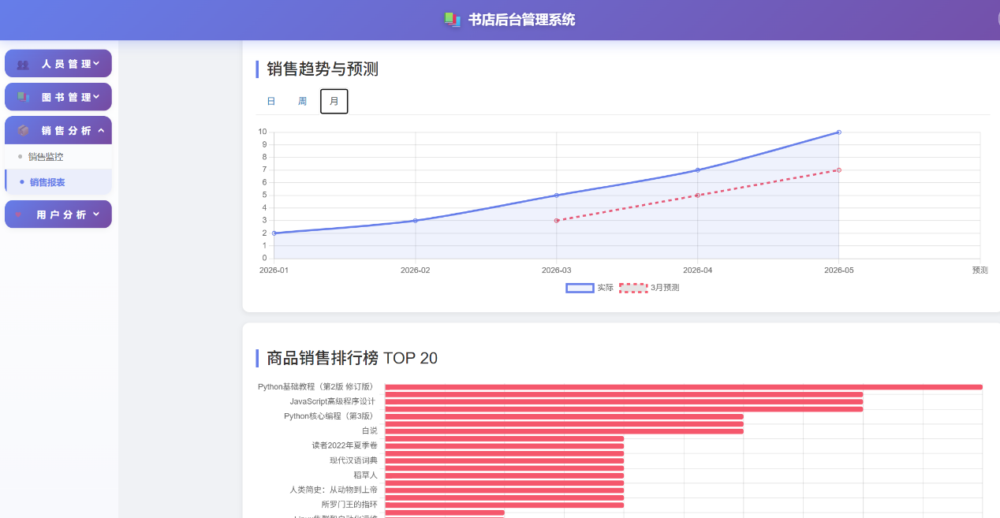 书店后台管理系统
人员管理
图书管理
销售分析
销售监控
销售报表
用户分析
销售趋势与预测
日 周 月
10
9
8
7
6
5
4
3
2
1
0
2026-01 2026-02 2026-03 2026-04 2026-05 预测
实际 3月预测
商品销售排行榜 TOP 20
Python基础教程（第2版 修订版）
JavaScript高级程序设计
Python核心编程（第3版）
白说
读者2022年夏季卷
现代汉语词典
稻草人
人类简史：从动物到上帝
所罗门王的指环